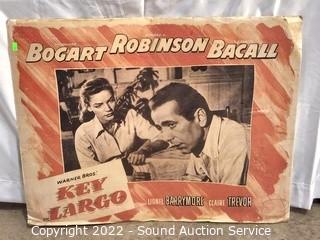 BOGART ROBINSON BACALL
WARNER BROS.'
KEY
LARGO
LIONEL BARRYMORE CLAIRE TREVOR
Copyright 2022 - Sound Auction Service